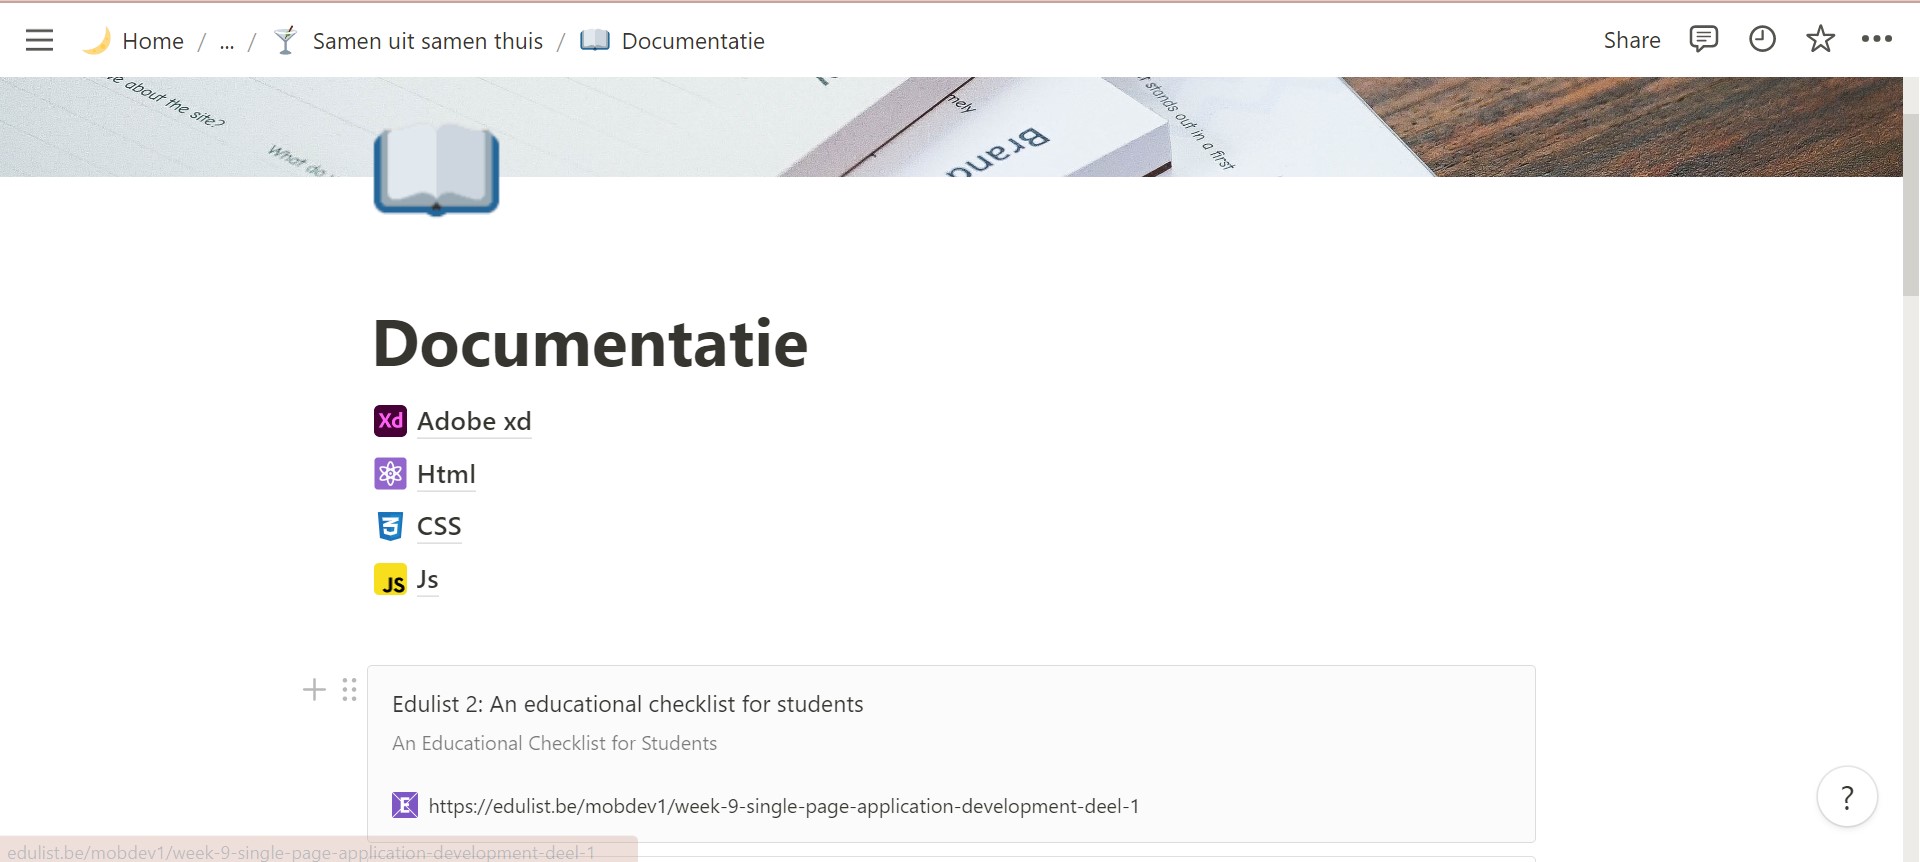 Home / ... / Samen uit samen thuis / Documentatie
Share
about the site?
What do
mely
Brand
stands out in a first
Documentatie
Xd Adobe xd
Html
CSS
JS Js
Edulist 2: An educational checklist for students
An Educational Checklist for Students
E https://edulist.be/mobdev1/week-9-single-page-application-development-deel-1
?
edulist.be/mobdev1/week-9-single-page-application-development-deel-1